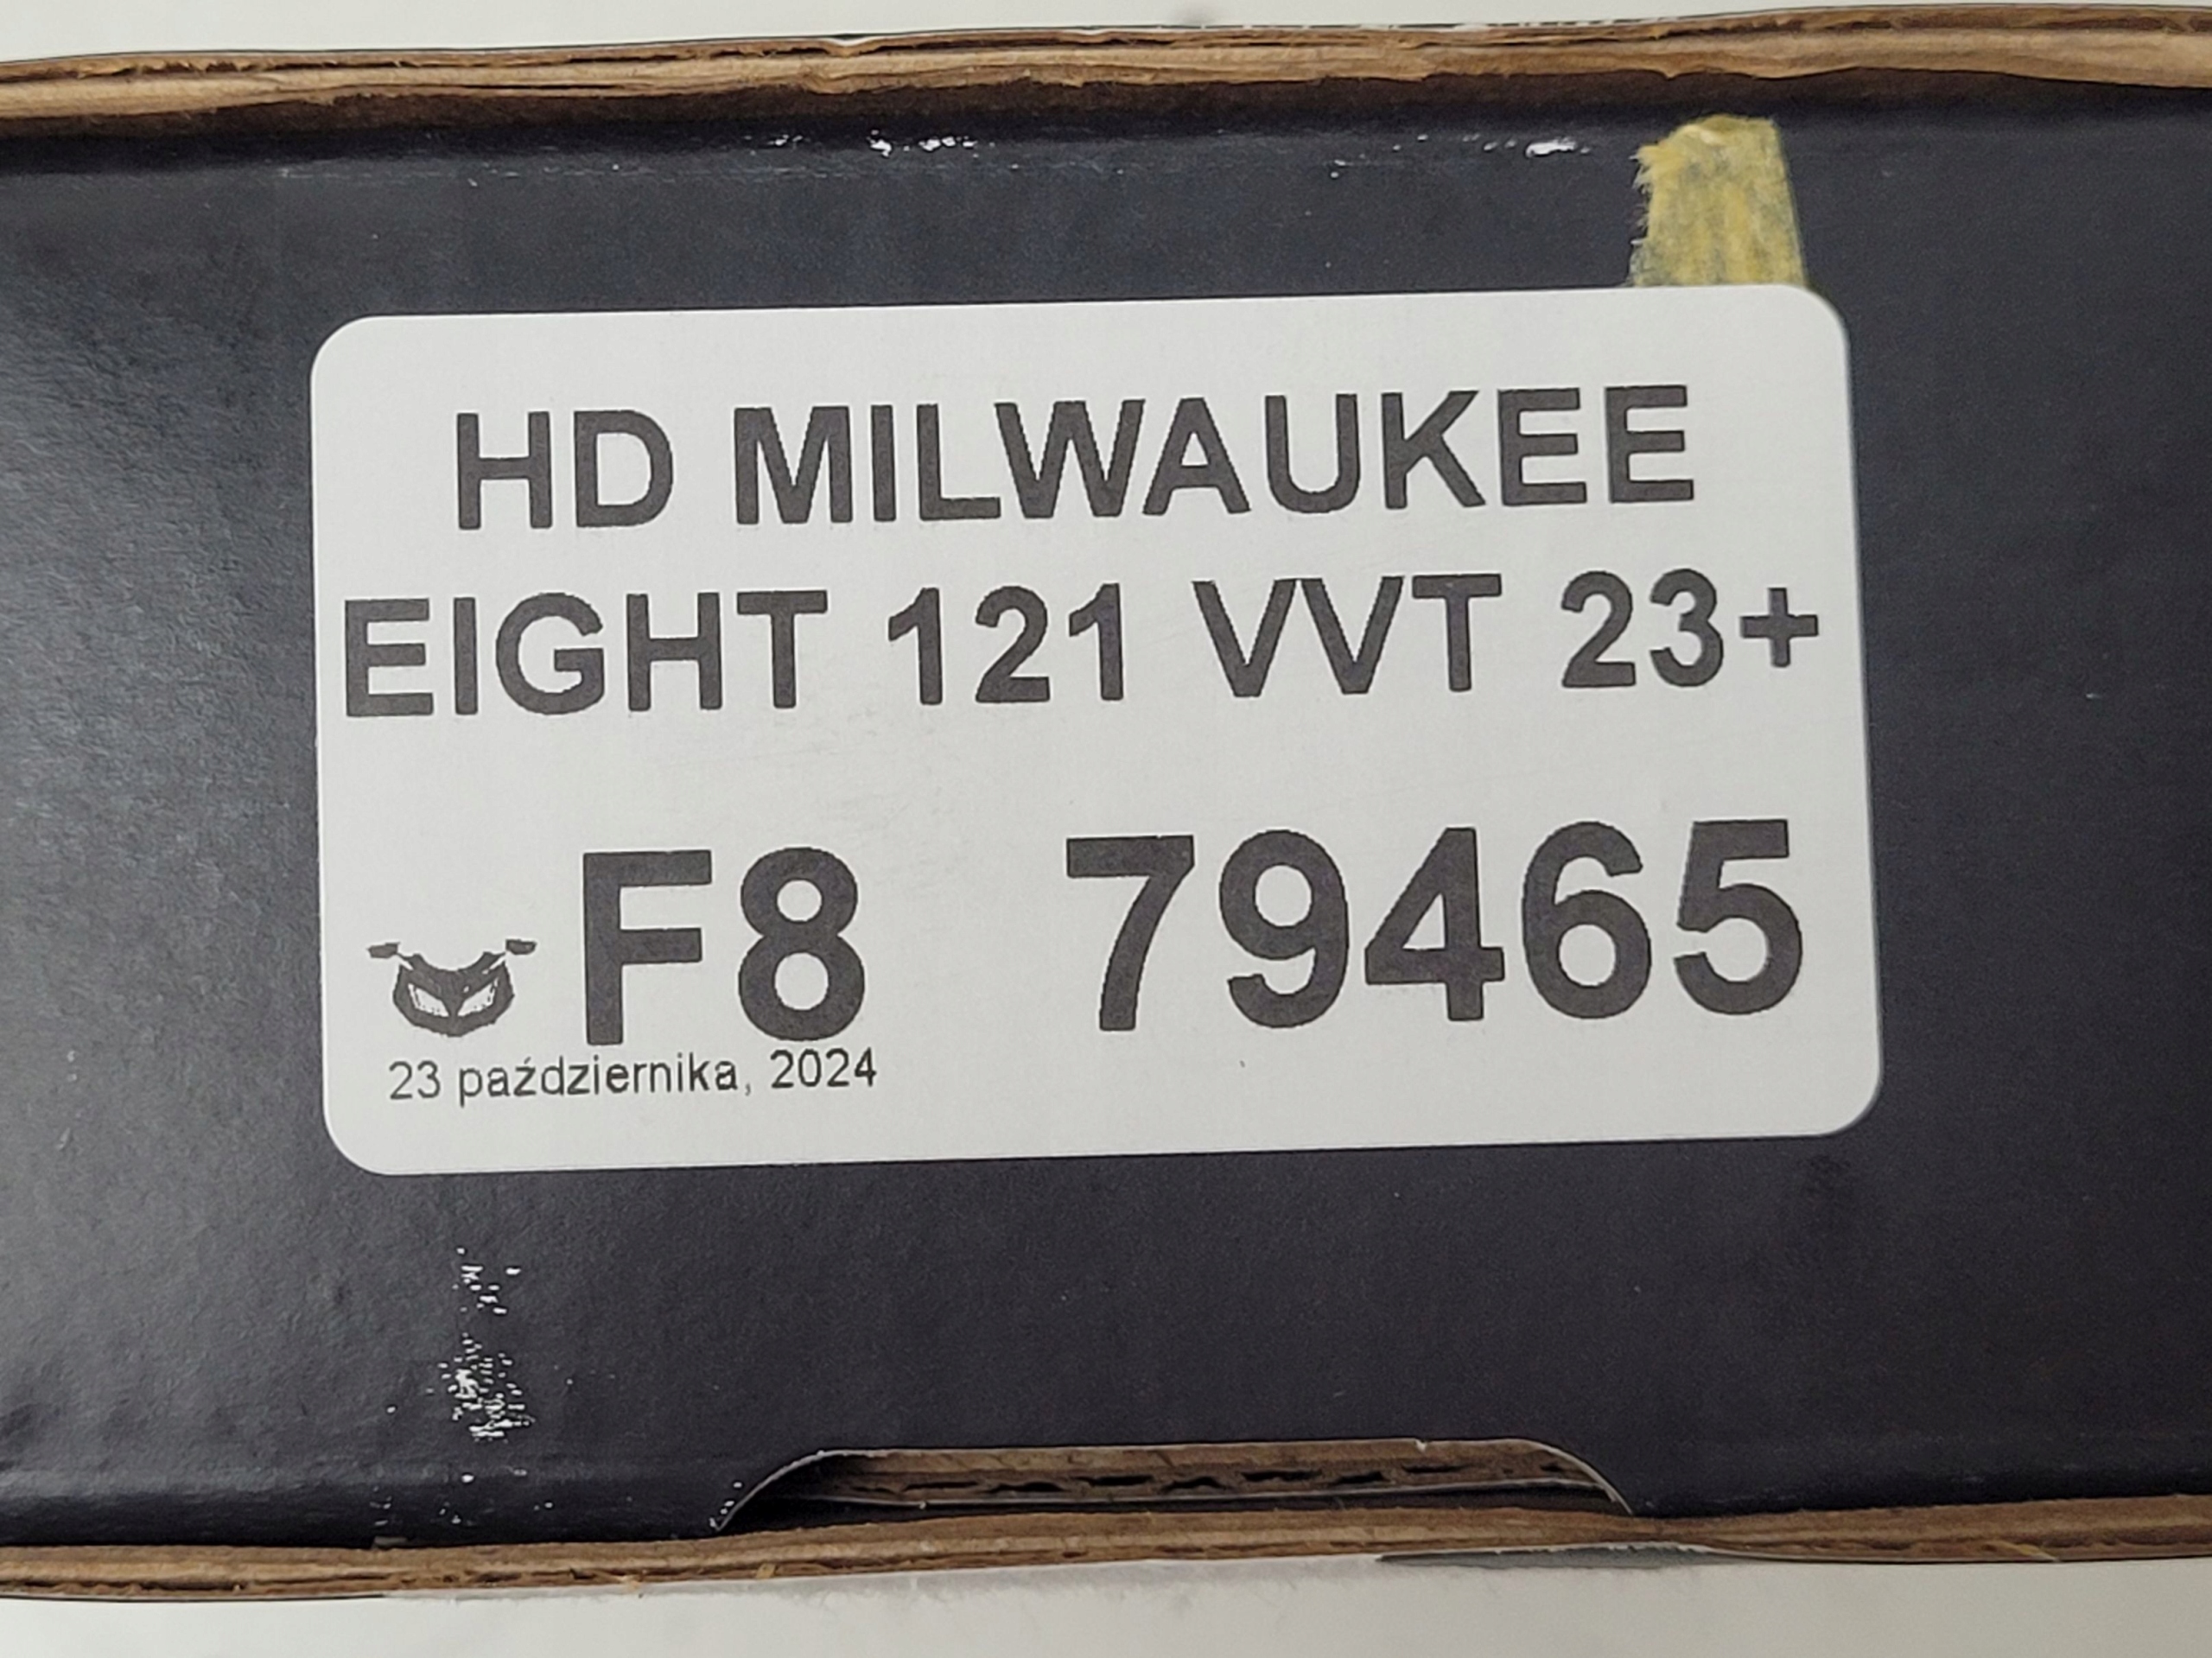 HD MILWAUKEE
EIGHT 121 VVT 23+
F8 79465
23 października, 2024